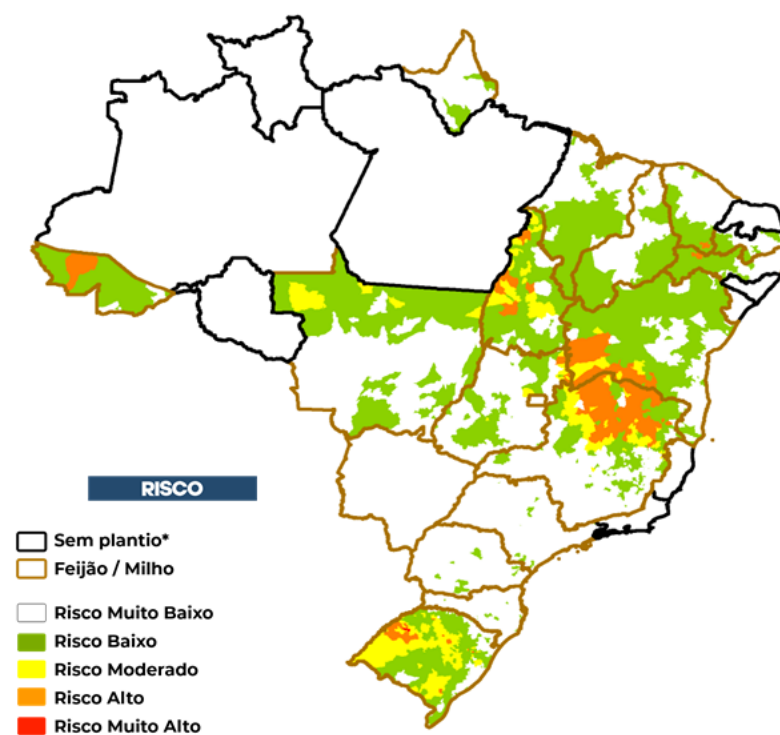 RISCO
Sem plantio*
Feijão / Milho
Risco Muito Baixo
Risco Baixo
Risco Moderado
Risco Alto
Risco Muito Alto